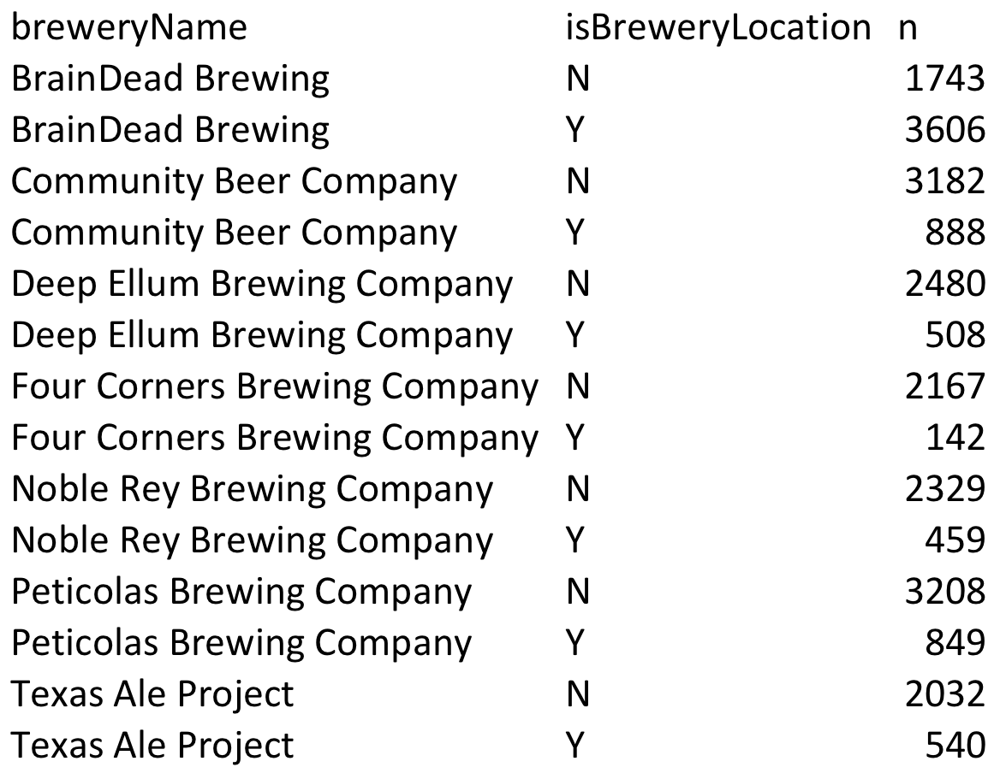 breweryName isBreweryLocation n
BrainDead Brewing N 1743
BrainDead Brewing Y 3606
Community Beer Company N 3182
Community Beer Company Y 888
Deep Ellum Brewing Company N 2480
Deep Ellum Brewing Company Y 508
Four Corners Brewing Company N 2167
Four Corners Brewing Company Y 142
Noble Rey Brewing Company N 2329
Noble Rey Brewing Company Y 459
Peticolas Brewing Company N 3208
Peticolas Brewing Company Y 849
Texas Ale Project N 2032
Texas Ale Project Y 540